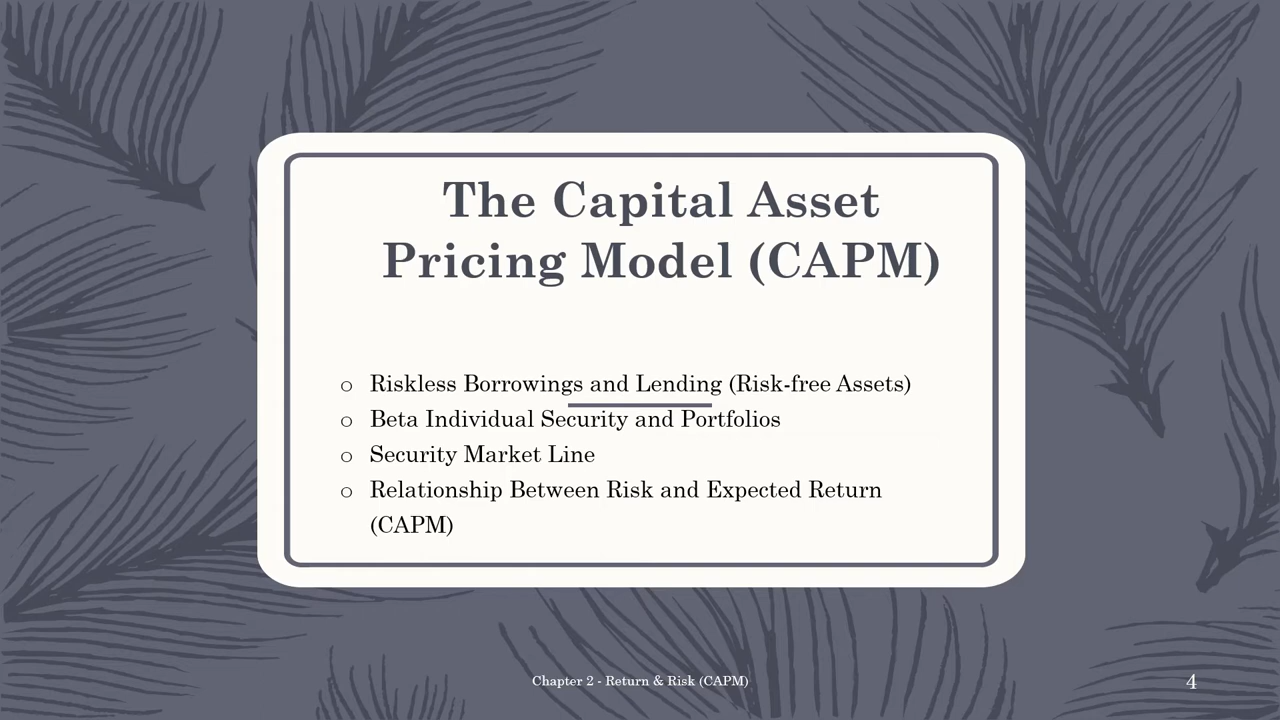 The Capital Asset
Pricing Model (CAPM)
o Riskless Borrowings and Lending (Risk-free Assets)
o Beta Individual Security and Portfolios
o Security Market Line
o Relationship Between Risk and Expected Return
(CAPM)
Chapter 2 - Return & Risk (CAPM)
4